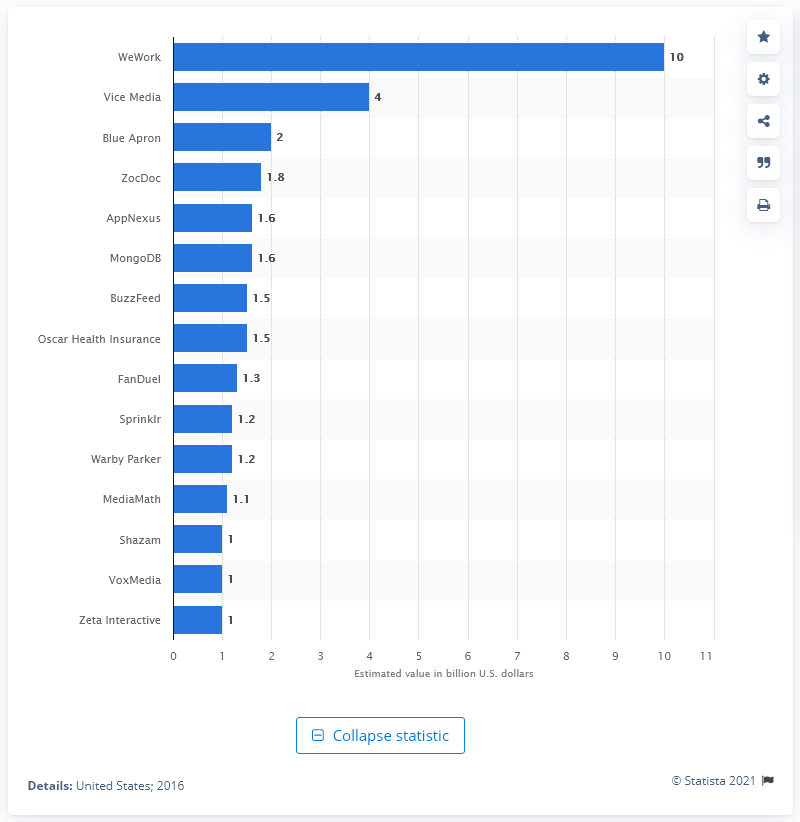 WeWork 10
Vice Media 4
Blue Apron 2
ZocDoc 1.8
AppNexus 1.6
MongoDB 1.6
BuzzFeed 1.5
Oscar Health Insurance 1.5
FanDuel 1.3
Sprinklr 1.2
Warby Parker 1.2
MediaMath 1.1
Shazam 1
VoxMedia 1
Zeta Interactive 1
0 1 2 3 4 5 6 7 8 9 10 11
Estimated value in billion U.S. dollars
Collapse statistic
Details: United States; 2016
© Statista 2021